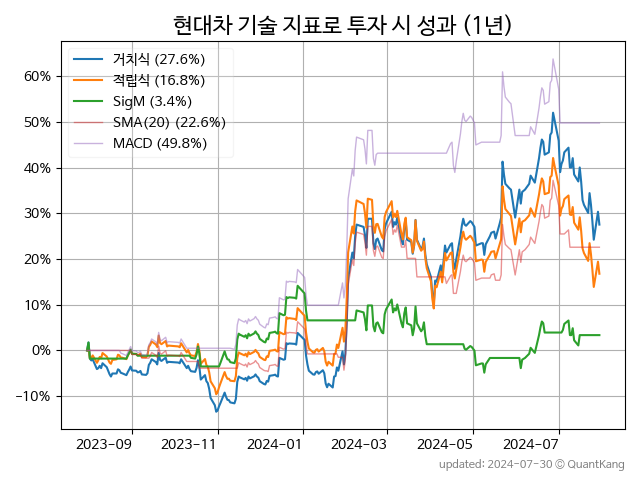 현대차 기술 지표로 투자 시 성과 (1년)
거치식 (27.6%)
적립식 (16.8%)
SigM (3.4%)
SMA(20) (22.6%)
MACD (49.8%)
60%
50%
40%
30%
20%
10%
0%
−10%
2023-09 2023-11 2024-01 2024-03 2024-05 2024-07
updated: 2024-07-30 © QuantKang